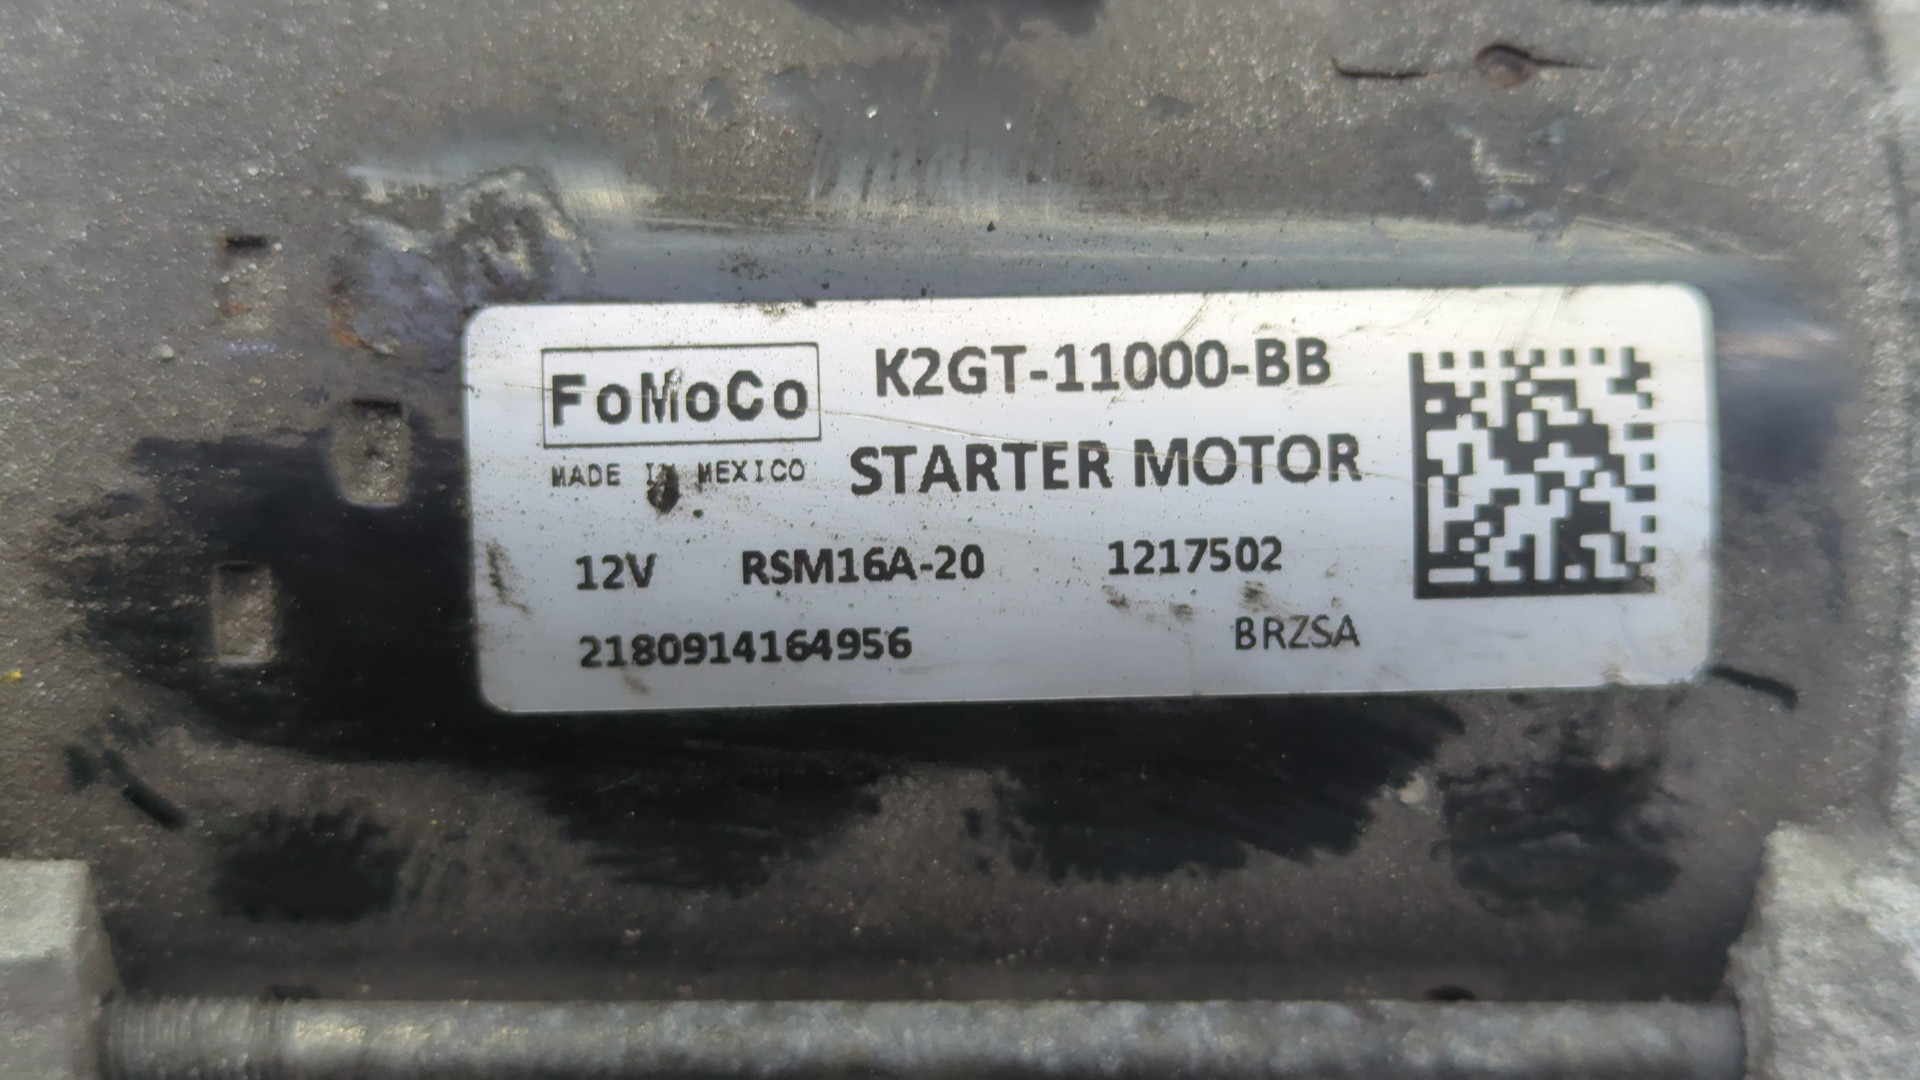 FoMoCo
MADE IN MEXICO
K2GT-11000-BB
STARTER MOTOR
12V RSM16A-20 1217502
2180914164956 BRZSA